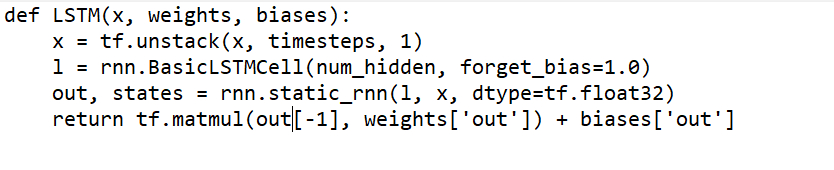 def LSTM(x, weights, biases):
    x = tf.unstack(x, timesteps, 1)
    l = rnn.BasicLSTMCell(num_hidden, forget_bias=1.0)
    out, states = rnn.static_rnn(l, x, dtype=tf.float32)
    return tf.matmul(out[-1], weights['out']) + biases['out']